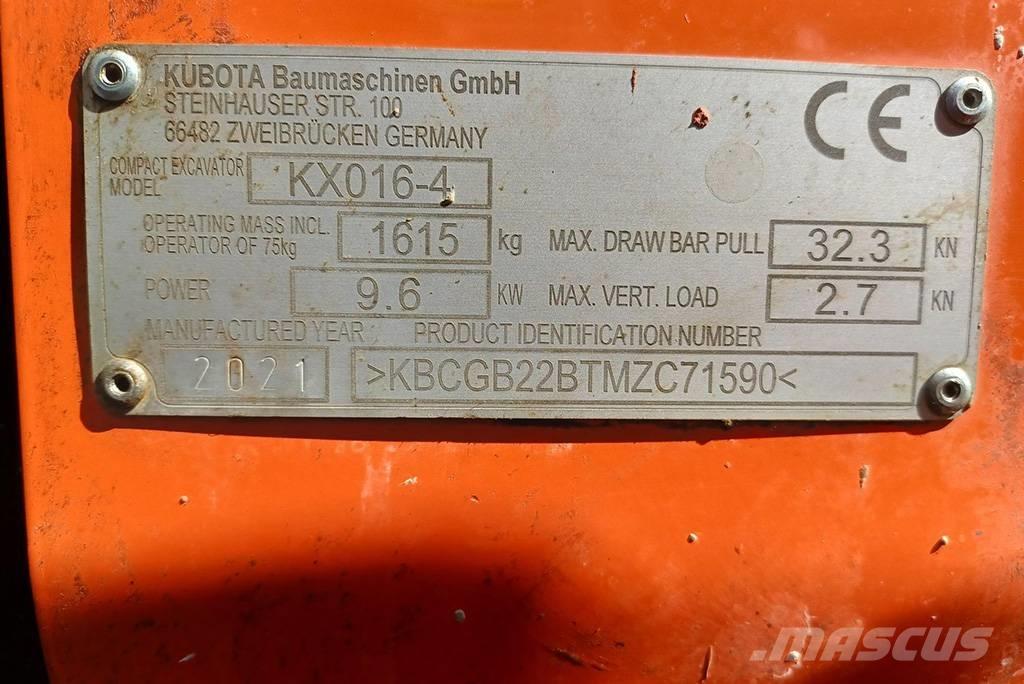 KUBOTA Baumaschinen GmbH
STEINHAUSER STR. 100
66482 ZWEIBRÜCKEN GERMANY
CE
COMPACT EXCAVATOR
MODEL
KX016-4
OPERATING MASS INCL.
OPERATOR OF 75kg
1615 kg
MAX. DRAW BAR PULL 32.3 KN
POWER 9.6 KW
MAX. VERT. LOAD 2.7 KN
MANUFACTURED YEAR
PRODUCT IDENTIFICATION NUMBER
2021
>KBCGB22BTMZC71590<
MASCUS